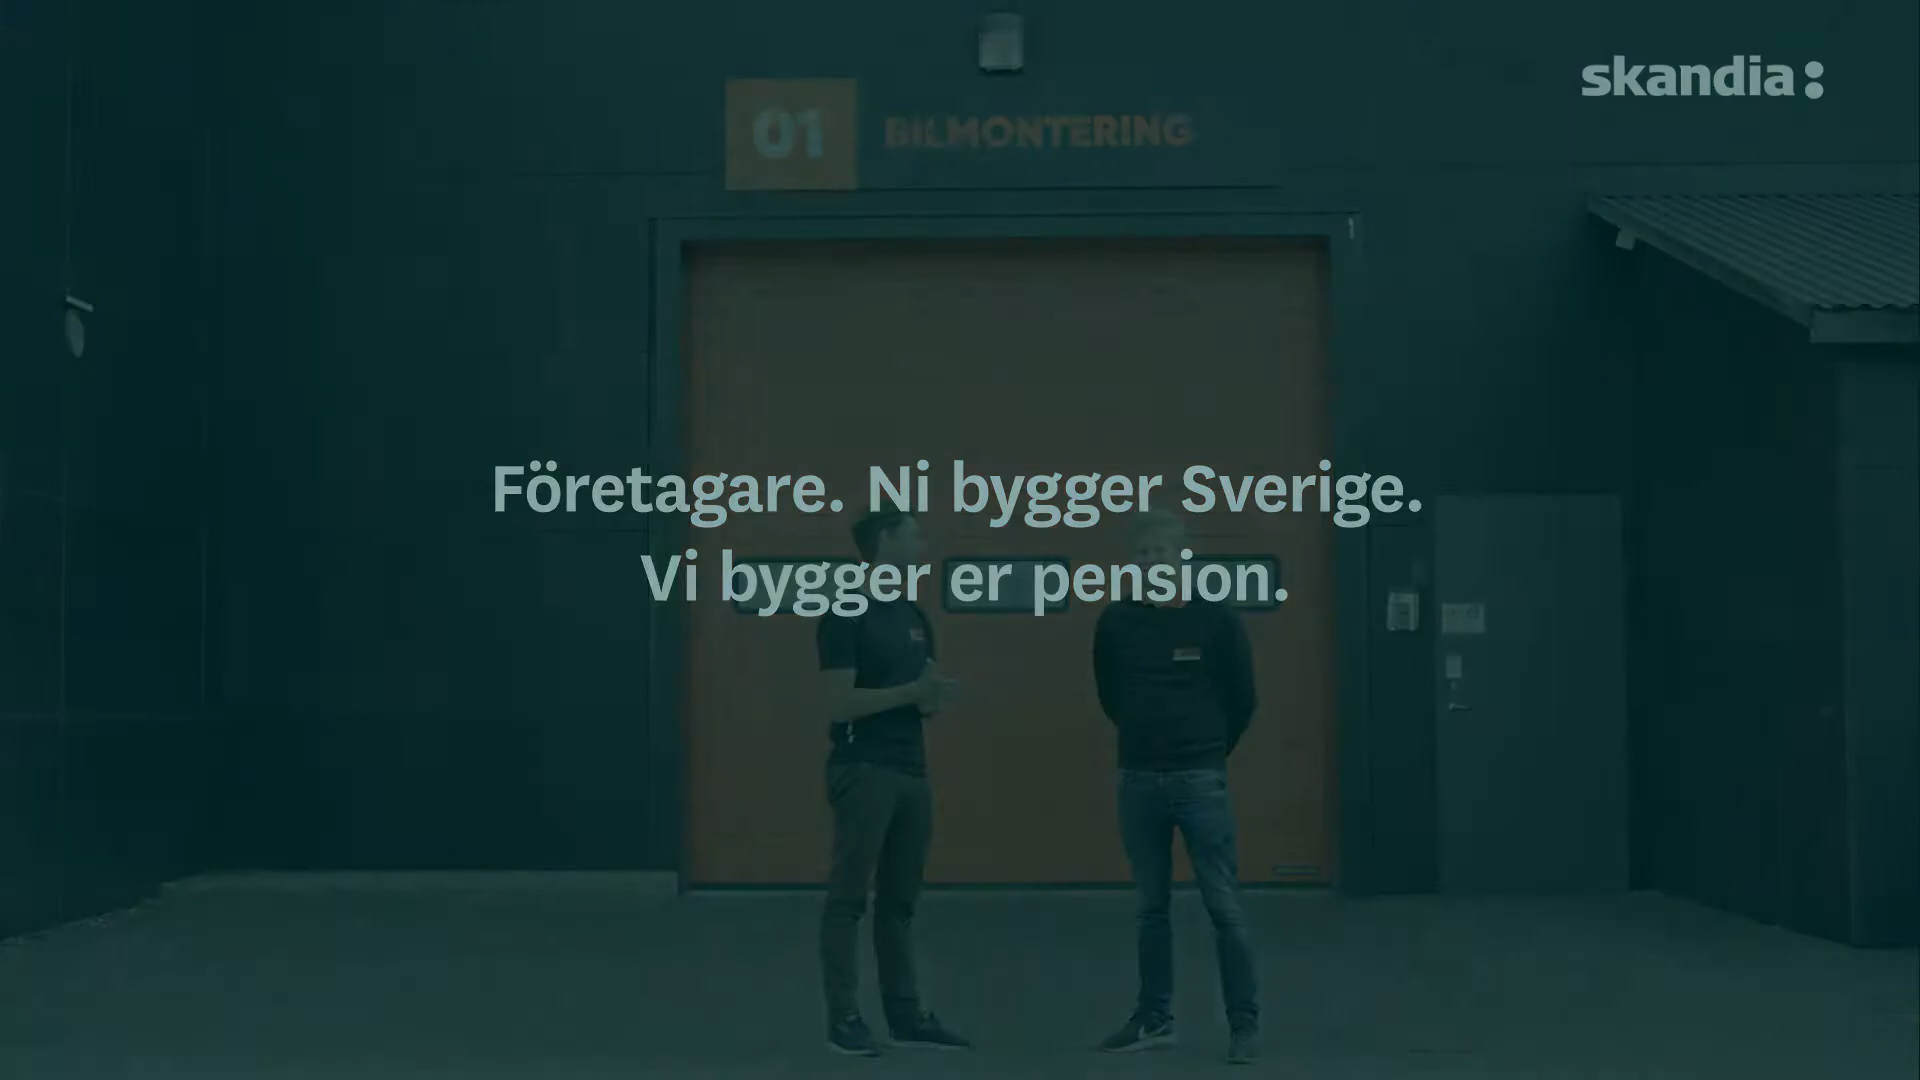 skandia:
01 BILMONTERING
Företagare. Ni bygger Sverige.
Vi bygger er pension.